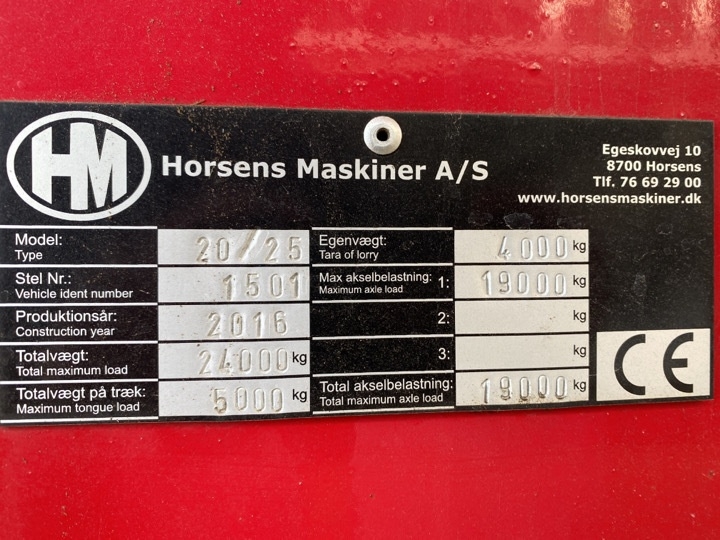 HM
Horsens Maskiner A/S
Egeskovvej 10
8700 Horsens
Tlf. 76 69 29 00
www.horsensmaskiner.dk
Model: 20/25
Type
Stel Nr.: 1501
Vehicle ident number
Produktionsår: 2016
Construction year
Totalvægt: 24000 kg
Total maximum load
Totalvægt på træk: 5000 kg
Maximum tongue load
Egenvægt: 4000 kg
Tara of lorry
Max akselbelastning: 1: 19000 kg
Maximum axle load
2: kg
3: kg
Total akselbelastning: 19000 kg
Total maximum axle load
CE